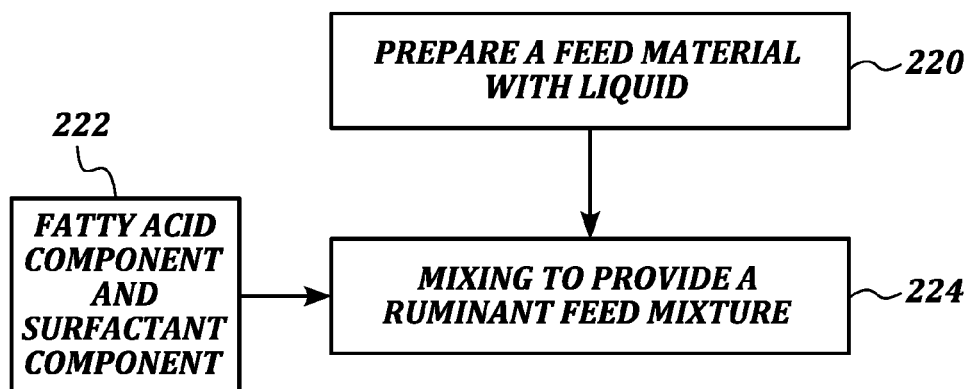 PREPARE A FEED MATERIAL
WITH LIQUID
220
222
FATTY ACID
COMPONENT
AND
SURFACTANT
COMPONENT
MIXING TO PROVIDE A
RUMINANT FEED MIXTURE
224